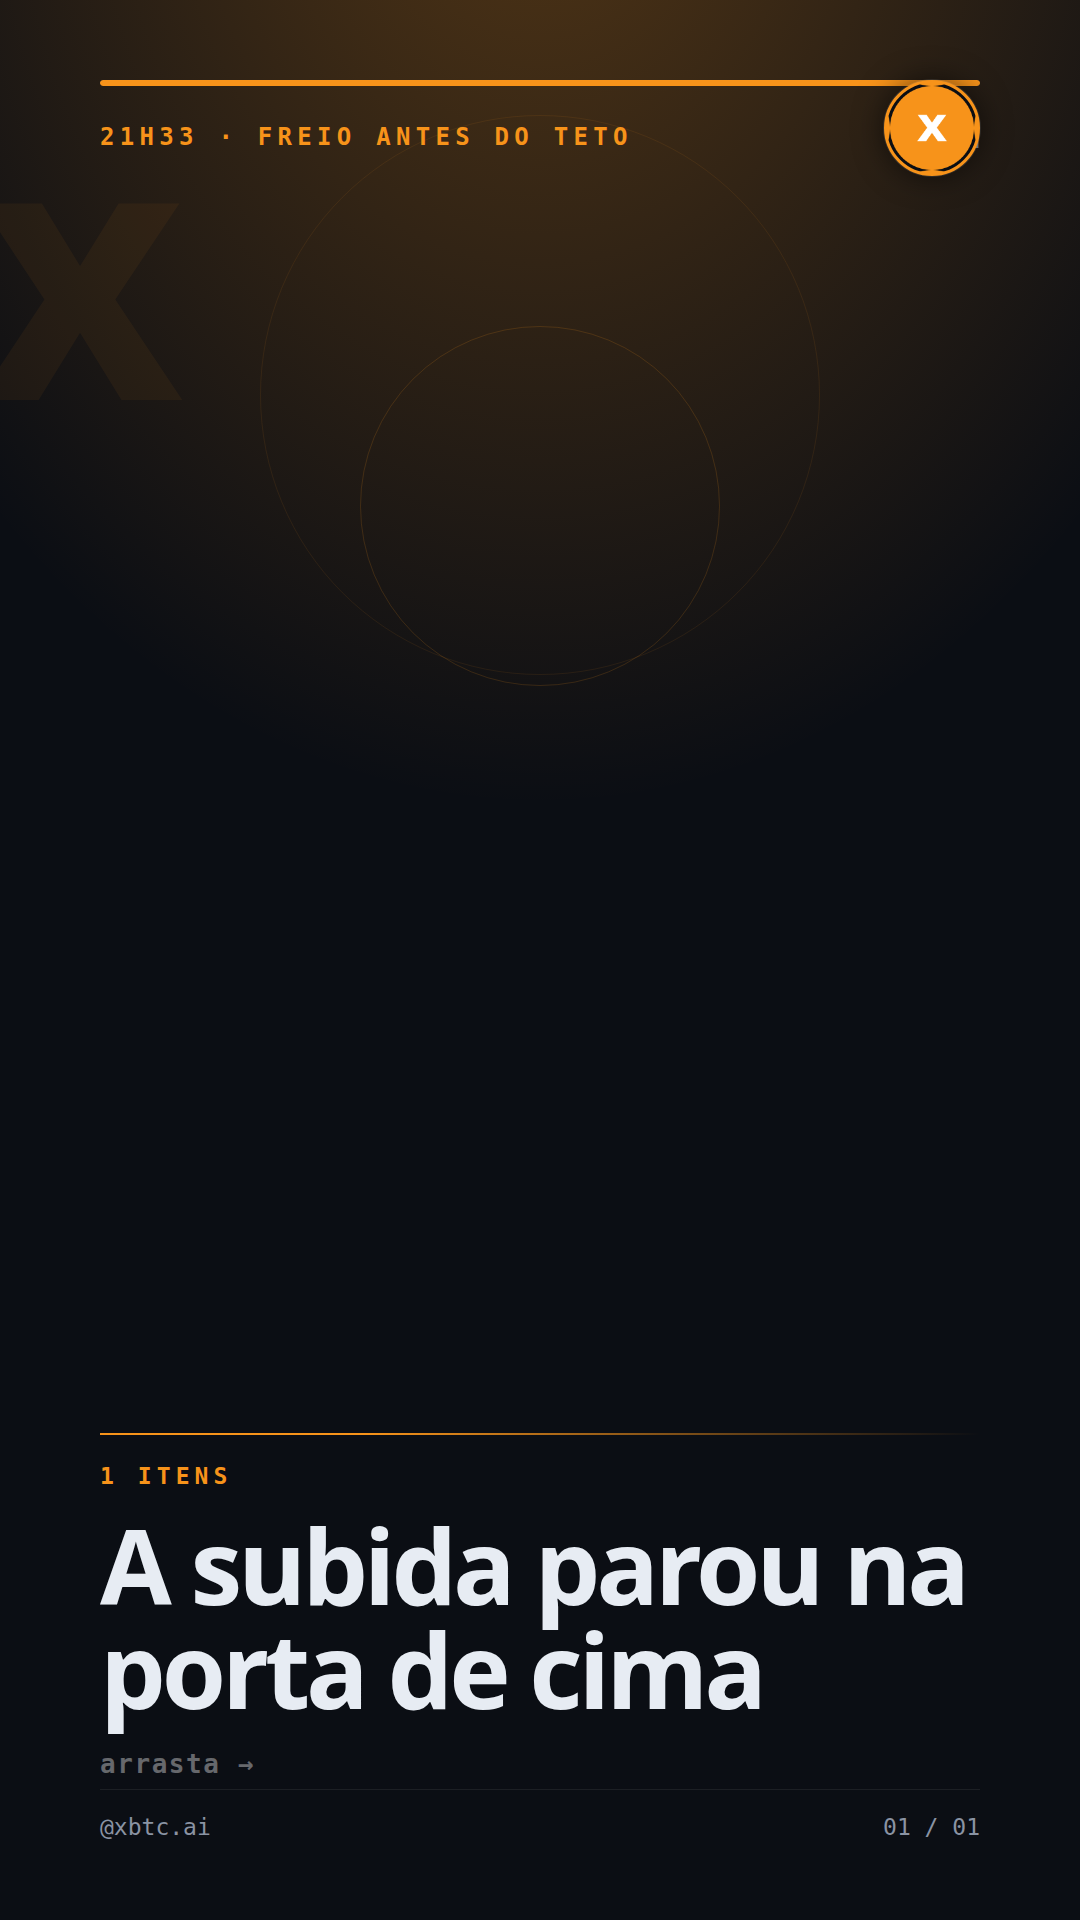 21H33 · FREIO ANTES DO TETO
X
X
1 ITENS
A subida parou na
porta de cima
arrasta →
@xbtc.ai
01 / 01